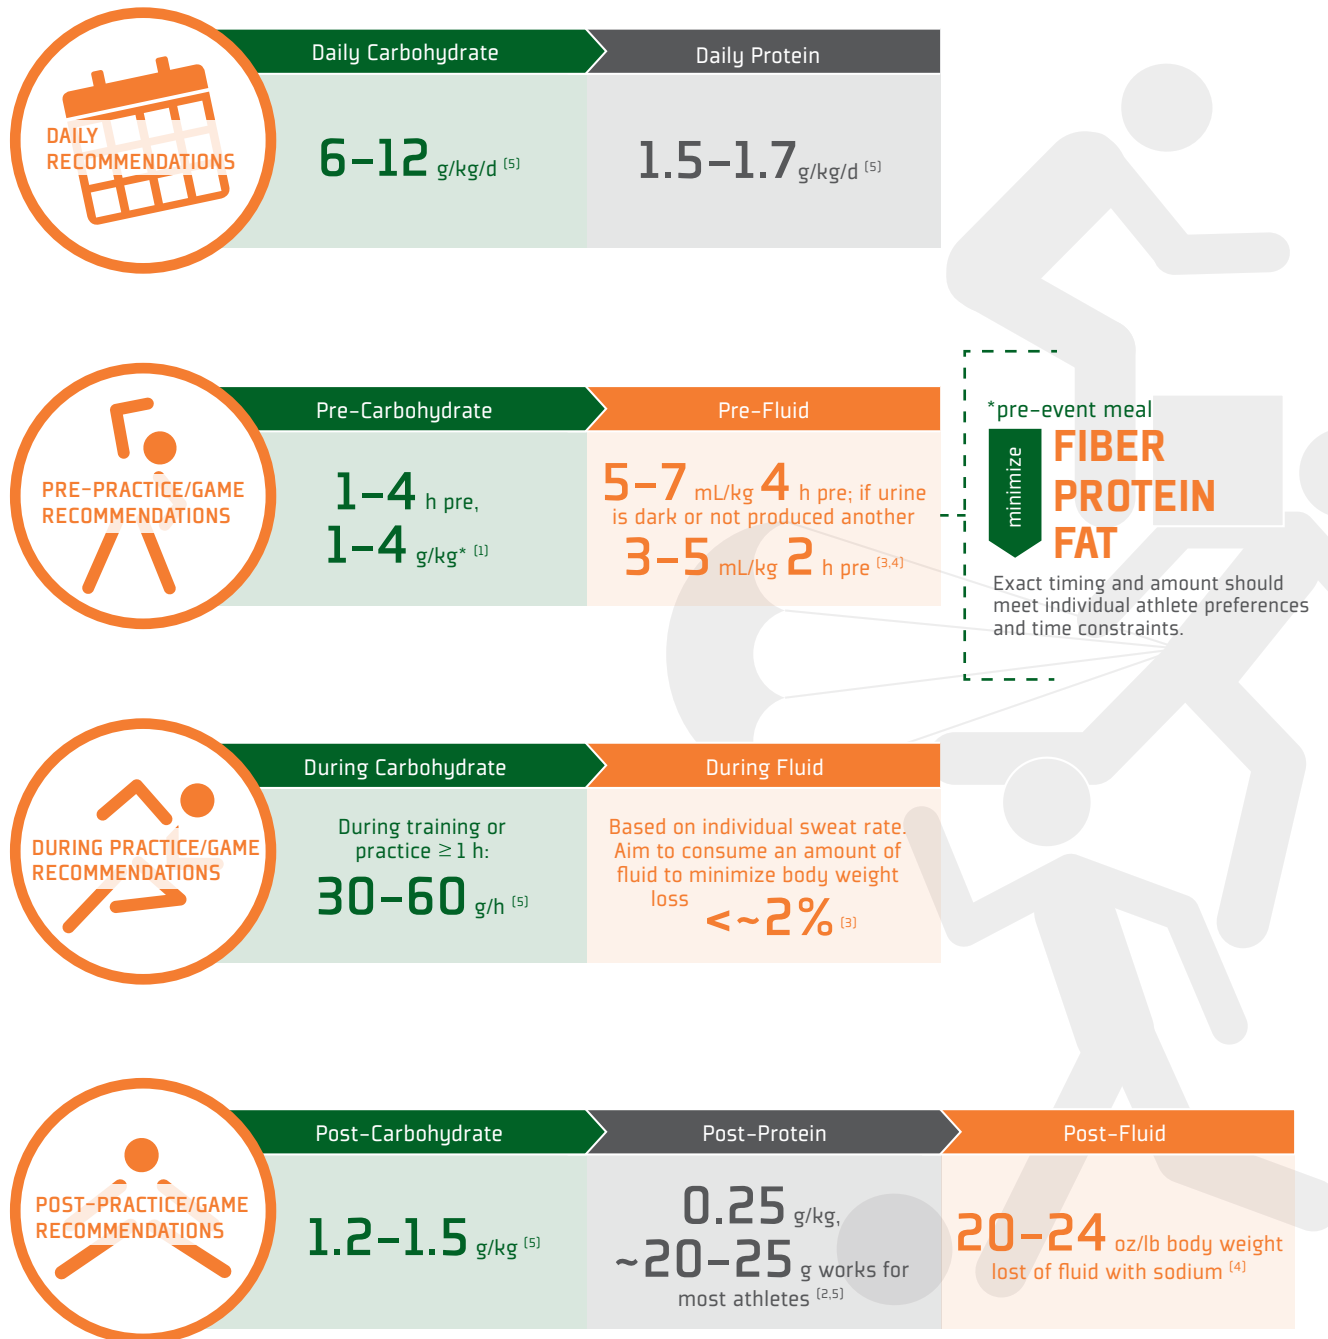 DAILY
RECOMMENDATIONS
Daily Carbohydrate
6–12 g/kg/d [5]
Daily Protein
1.5–1.7 g/kg/d [5]
PRE-PRACTICE/GAME
RECOMMENDATIONS
Pre-Carbohydrate
1–4 h pre,
1–4 g/kg* [1]
Pre-Fluid
5–7 mL/kg 4 h pre; if urine
is dark or not produced another
3–5 mL/kg 2 h pre [3,4]
*pre-event meal
minimize
FIBER
PROTEIN
FAT
Exact timing and amount should
meet individual athlete preferences
and time constraints.
DURING PRACTICE/GAME
RECOMMENDATIONS
During Carbohydrate
During training or
practice ≥1 h:
30–60 g/h [5]
During Fluid
Based on individual sweat rate.
Aim to consume an amount of
fluid to minimize body weight
loss
<~2% [3]
POST-PRACTICE/GAME
RECOMMENDATIONS
Post-Carbohydrate
1.2–1.5 g/kg [5]
Post-Protein
0.25 g/kg,
~20–25 g works for
most athletes [2,5]
Post-Fluid
20–24 oz/lb body weight
lost of fluid with sodium [4]